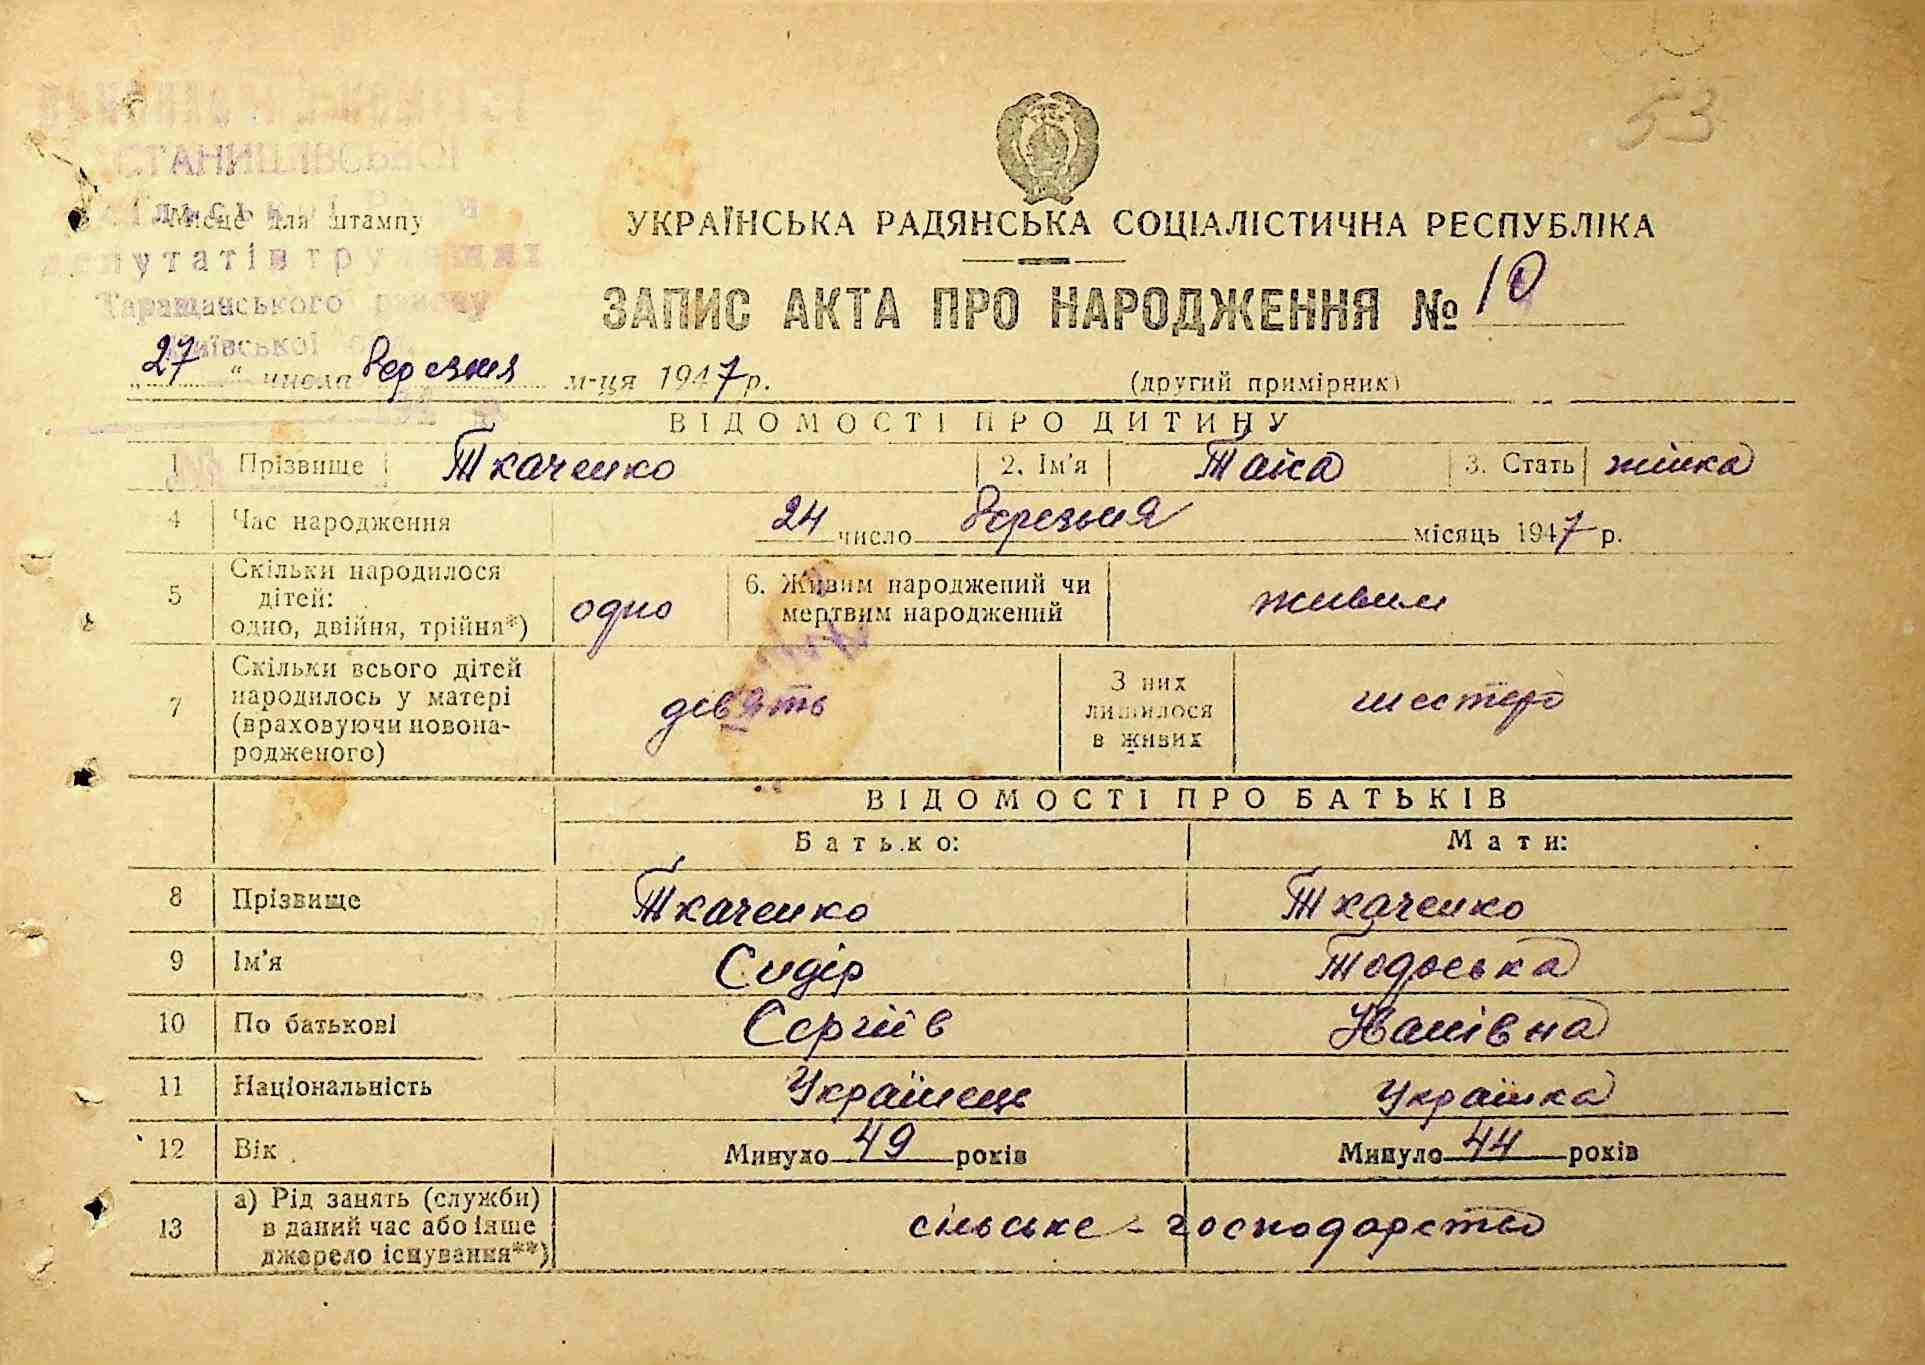 53
СТАНИШІВСЬКОЇ
Місце для штампу
депутатів трудящих
Таращанського району
Київської
УКРАЇНСЬКА РАДЯНСЬКА СОЦІАЛІСТИЧНА РЕСПУБЛІКА
ЗАПИС АКТА ПРО НАРОДЖЕННЯ № 10
„27“ числа березня м-ця 1947 р. (другий примірник)
ВІДОМОСТІ ПРО ДИТИНУ
1 Прізвище Ткаченко 2. Ім'я Таїса 3. Стать жінка
4 Час народження 24 число березня місяць 1947 р.
5 Скільки народилося дітей: одно, двійня, трійня*) одно 6. Живим народжений чи мертвим народжений живим
7 Скільки всього дітей народилось у матері (враховуючи новонародженого) дев'ять З них лишилося в живих шестеро
ВІДОМОСТІ ПРО БАТЬКІВ
Батько: Мати:
8 Прізвище Ткаченко Ткаченко
9 Ім'я Сидір Тодоська
10 По батькові Сергіїв Іванівна
11 Національність Українець Українка
12 Вік Минуло 49 років Минуло 44 років
13 а) Рід занять (служби) в даний час або інше джерело існування**) сільське-господарство